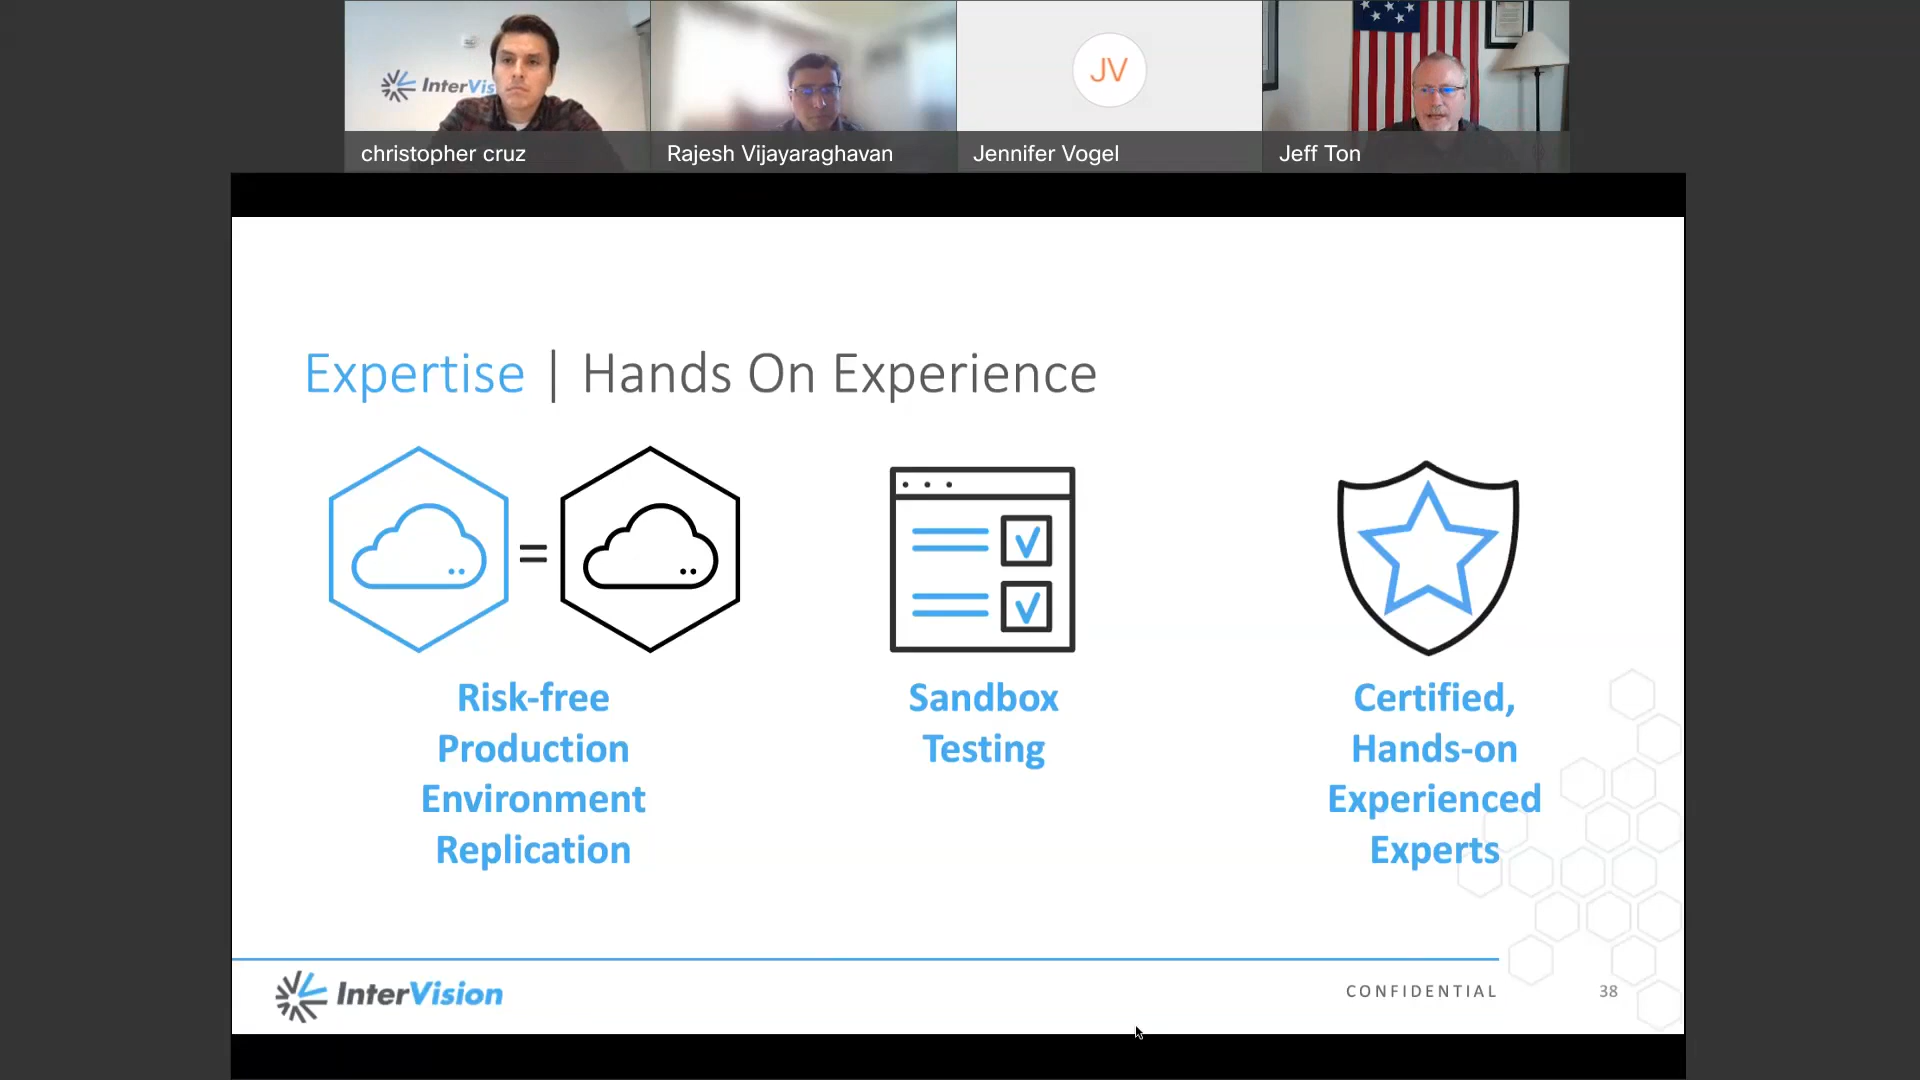 InterVis
JV
christopher cruz
Rajesh Vijayaraghavan
Jennifer Vogel
Jeff Ton
Expertise | Hands On Experience
=
Risk-free
Production
Environment
Replication
Sandbox
Testing
Certified,
Hands-on
Experienced
Experts
InterVision
CONFIDENTIAL
38